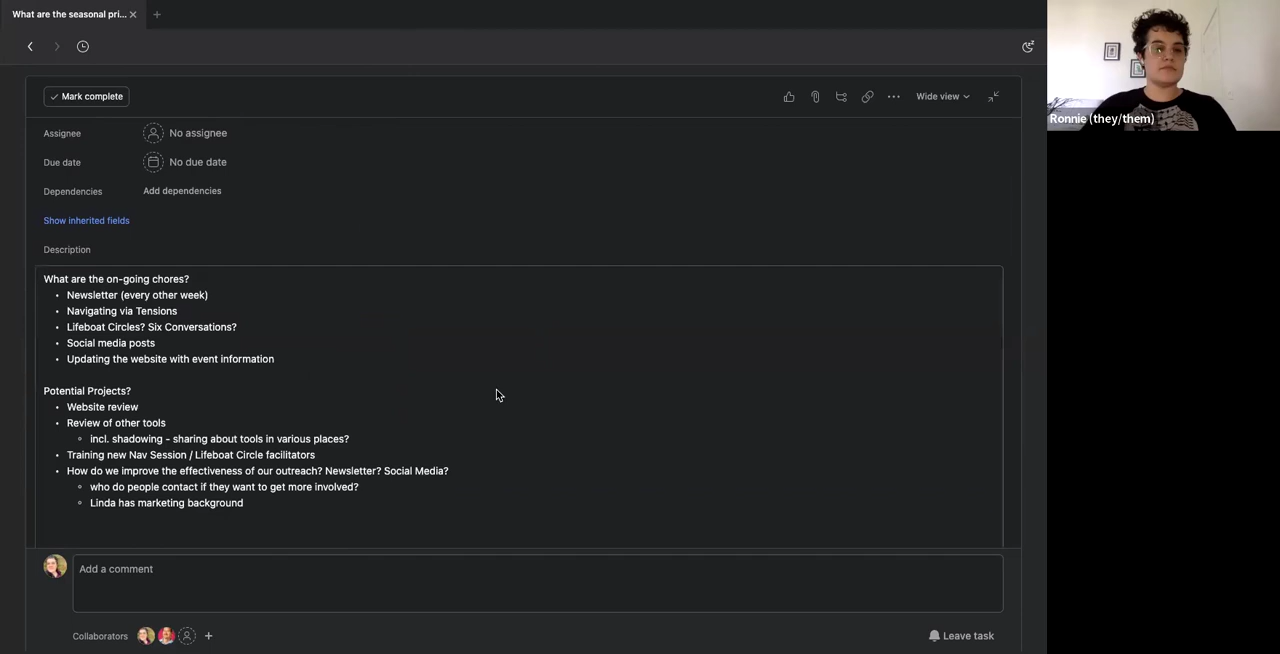 What are the seasonal pri...
Mark complete
Wide view
Assignee
No assignee
Due date
No due date
Dependencies
Add dependencies
Show inherited fields
Description
What are the on-going chores?
Newsletter (every other week)
Navigating via Tensions
Lifeboat Circles? Six Conversations?
Social media posts
Updating the website with event information
Potential Projects?
Website review
Review of other tools
incl. shadowing - sharing about tools in various places?
Training new Nav Session / Lifeboat Circle facilitators
How do we improve the effectiveness of our outreach? Newsletter? Social Media?
who do people contact if they want to get more involved?
Linda has marketing background
Add a comment
Collaborators
Leave task
Ronnie (they/them)